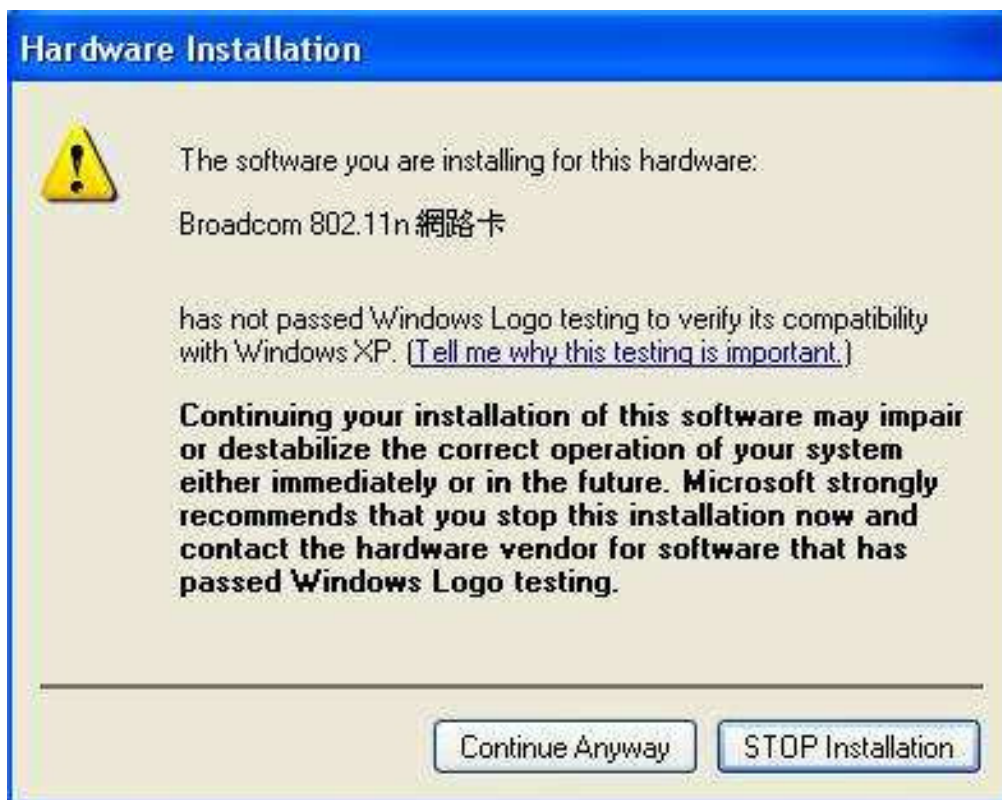 Hardware Installation
The software you are installing for this hardware:
Broadcom 802.11n 網路卡
has not passed Windows Logo testing to verify its compatibility
with Windows XP. (Tell me why this testing is important.)
Continuing your installation of this software may impair
or destabilize the correct operation of your system
either immediately or in the future. Microsoft strongly
recommends that you stop this installation now and
contact the hardware vendor for software that has
passed Windows Logo testing.
Continue Anyway
STOP Installation